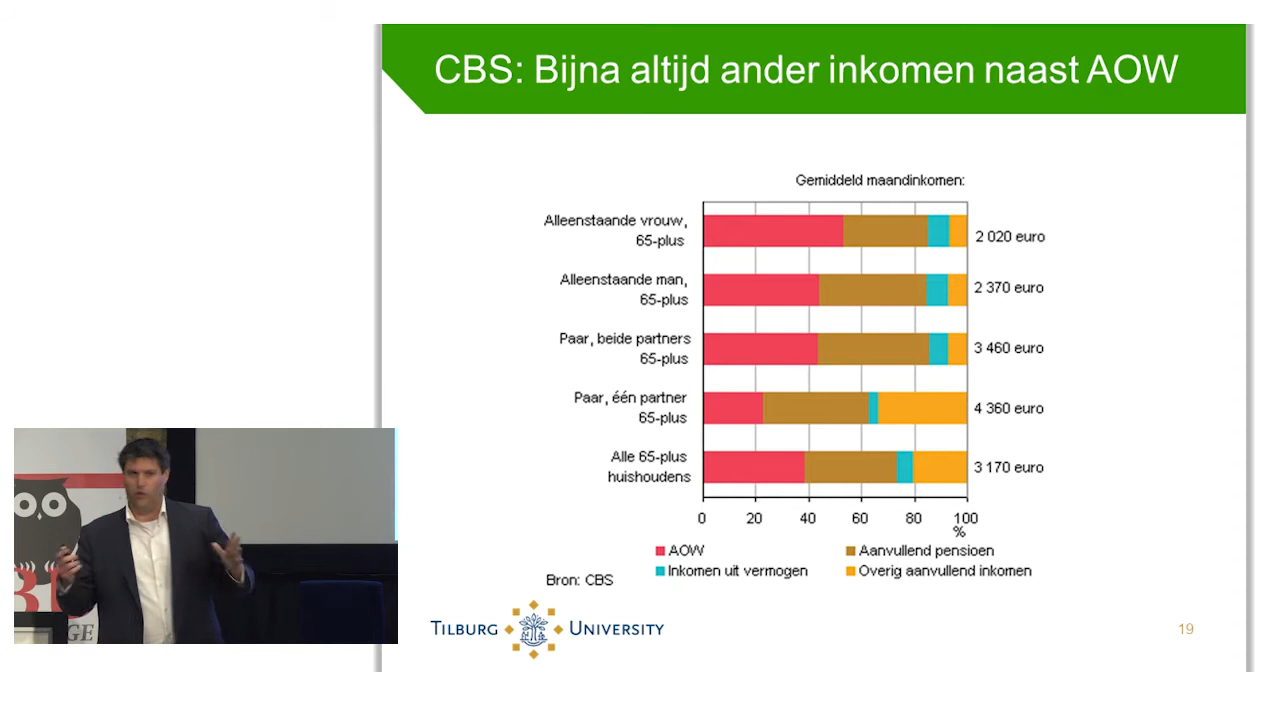 CBS: Bijna altijd ander inkomen naast AOW
Gemiddeld maandinkomen:
Alleenstaande vrouw,
65-plus
2 020 euro
Alleenstaande man,
65-plus
2 370 euro
Paar, beide partners
65-plus
3 460 euro
Paar, één partner
65-plus
4 360 euro
Alle 65-plus
huishoudens
3 170 euro
0 20 40 60 80 100
%
AOW
Aanvullend pensioen
Inkomen uit vermogen
Overig aanvullend inkomen
Bron: CBS
TILBURG UNIVERSITY
19